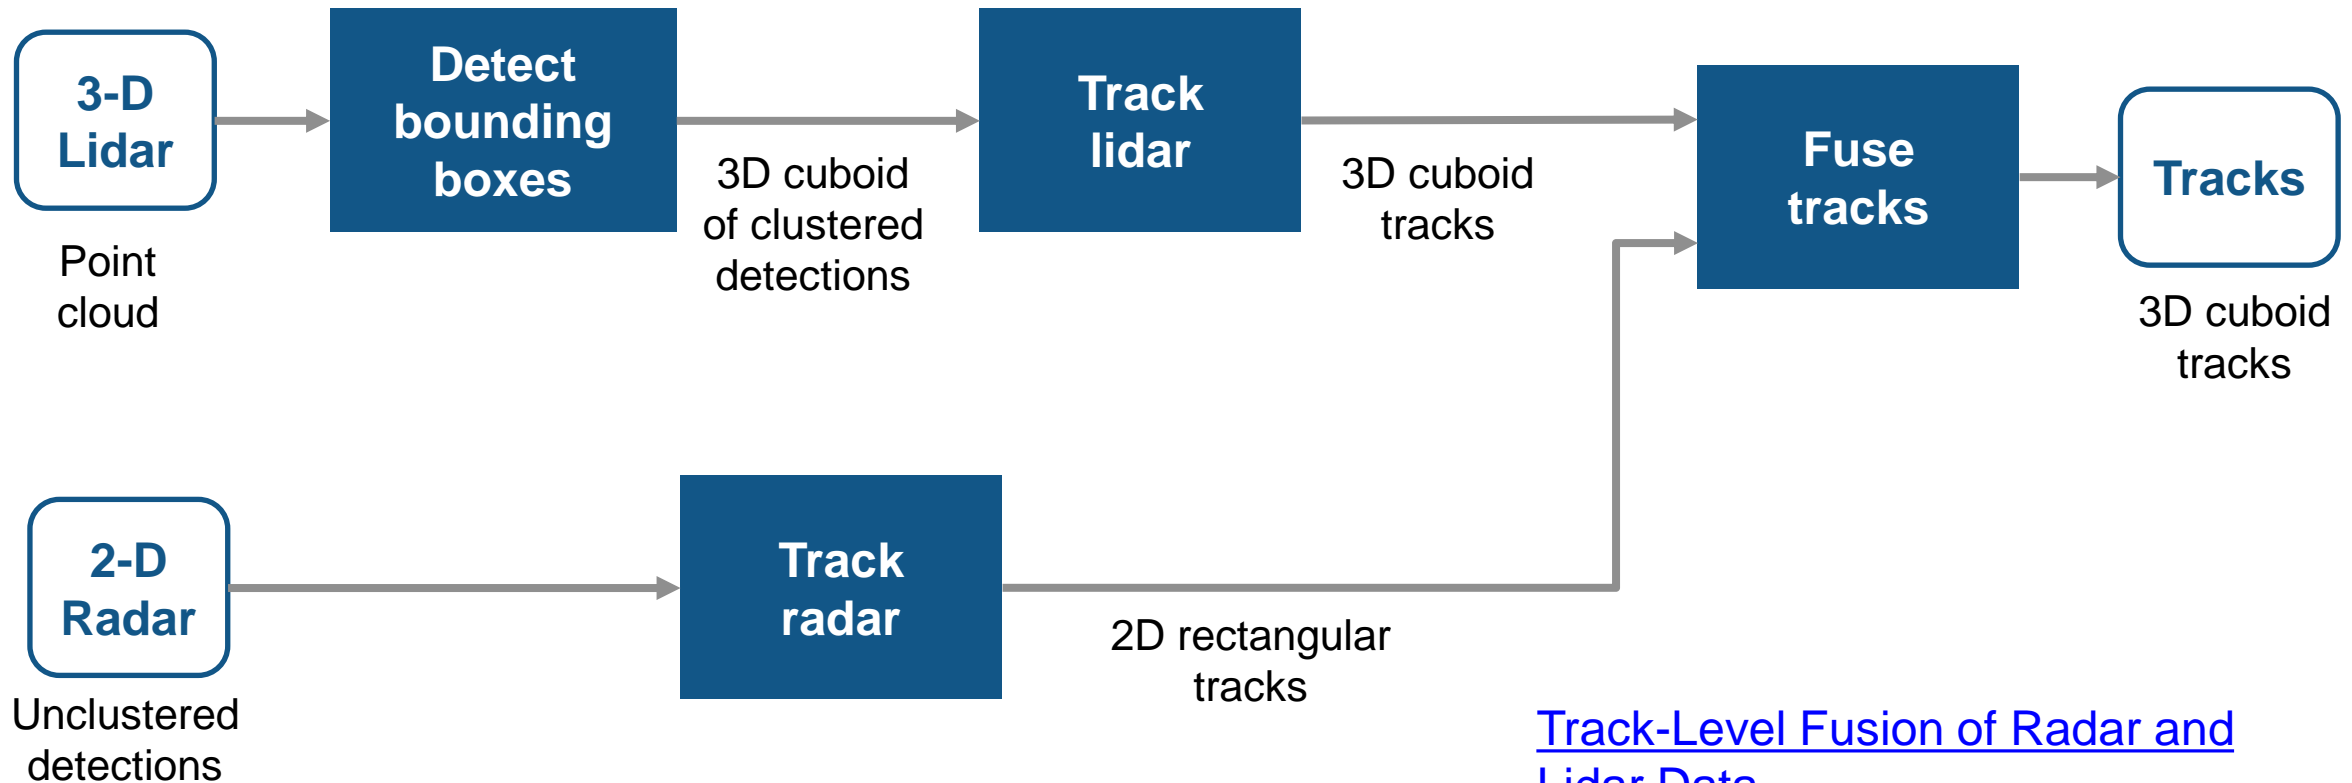 3-D
Lidar
Point
cloud
Detect
bounding
boxes
3D cuboid
of clustered
detections
Track
lidar
3D cuboid
tracks
Fuse
tracks
Tracks
3D cuboid
tracks
2-D
Radar
Unclustered
detections
Track
radar
2D rectangular
tracks
Track-Level Fusion of Radar and
Lidar Data